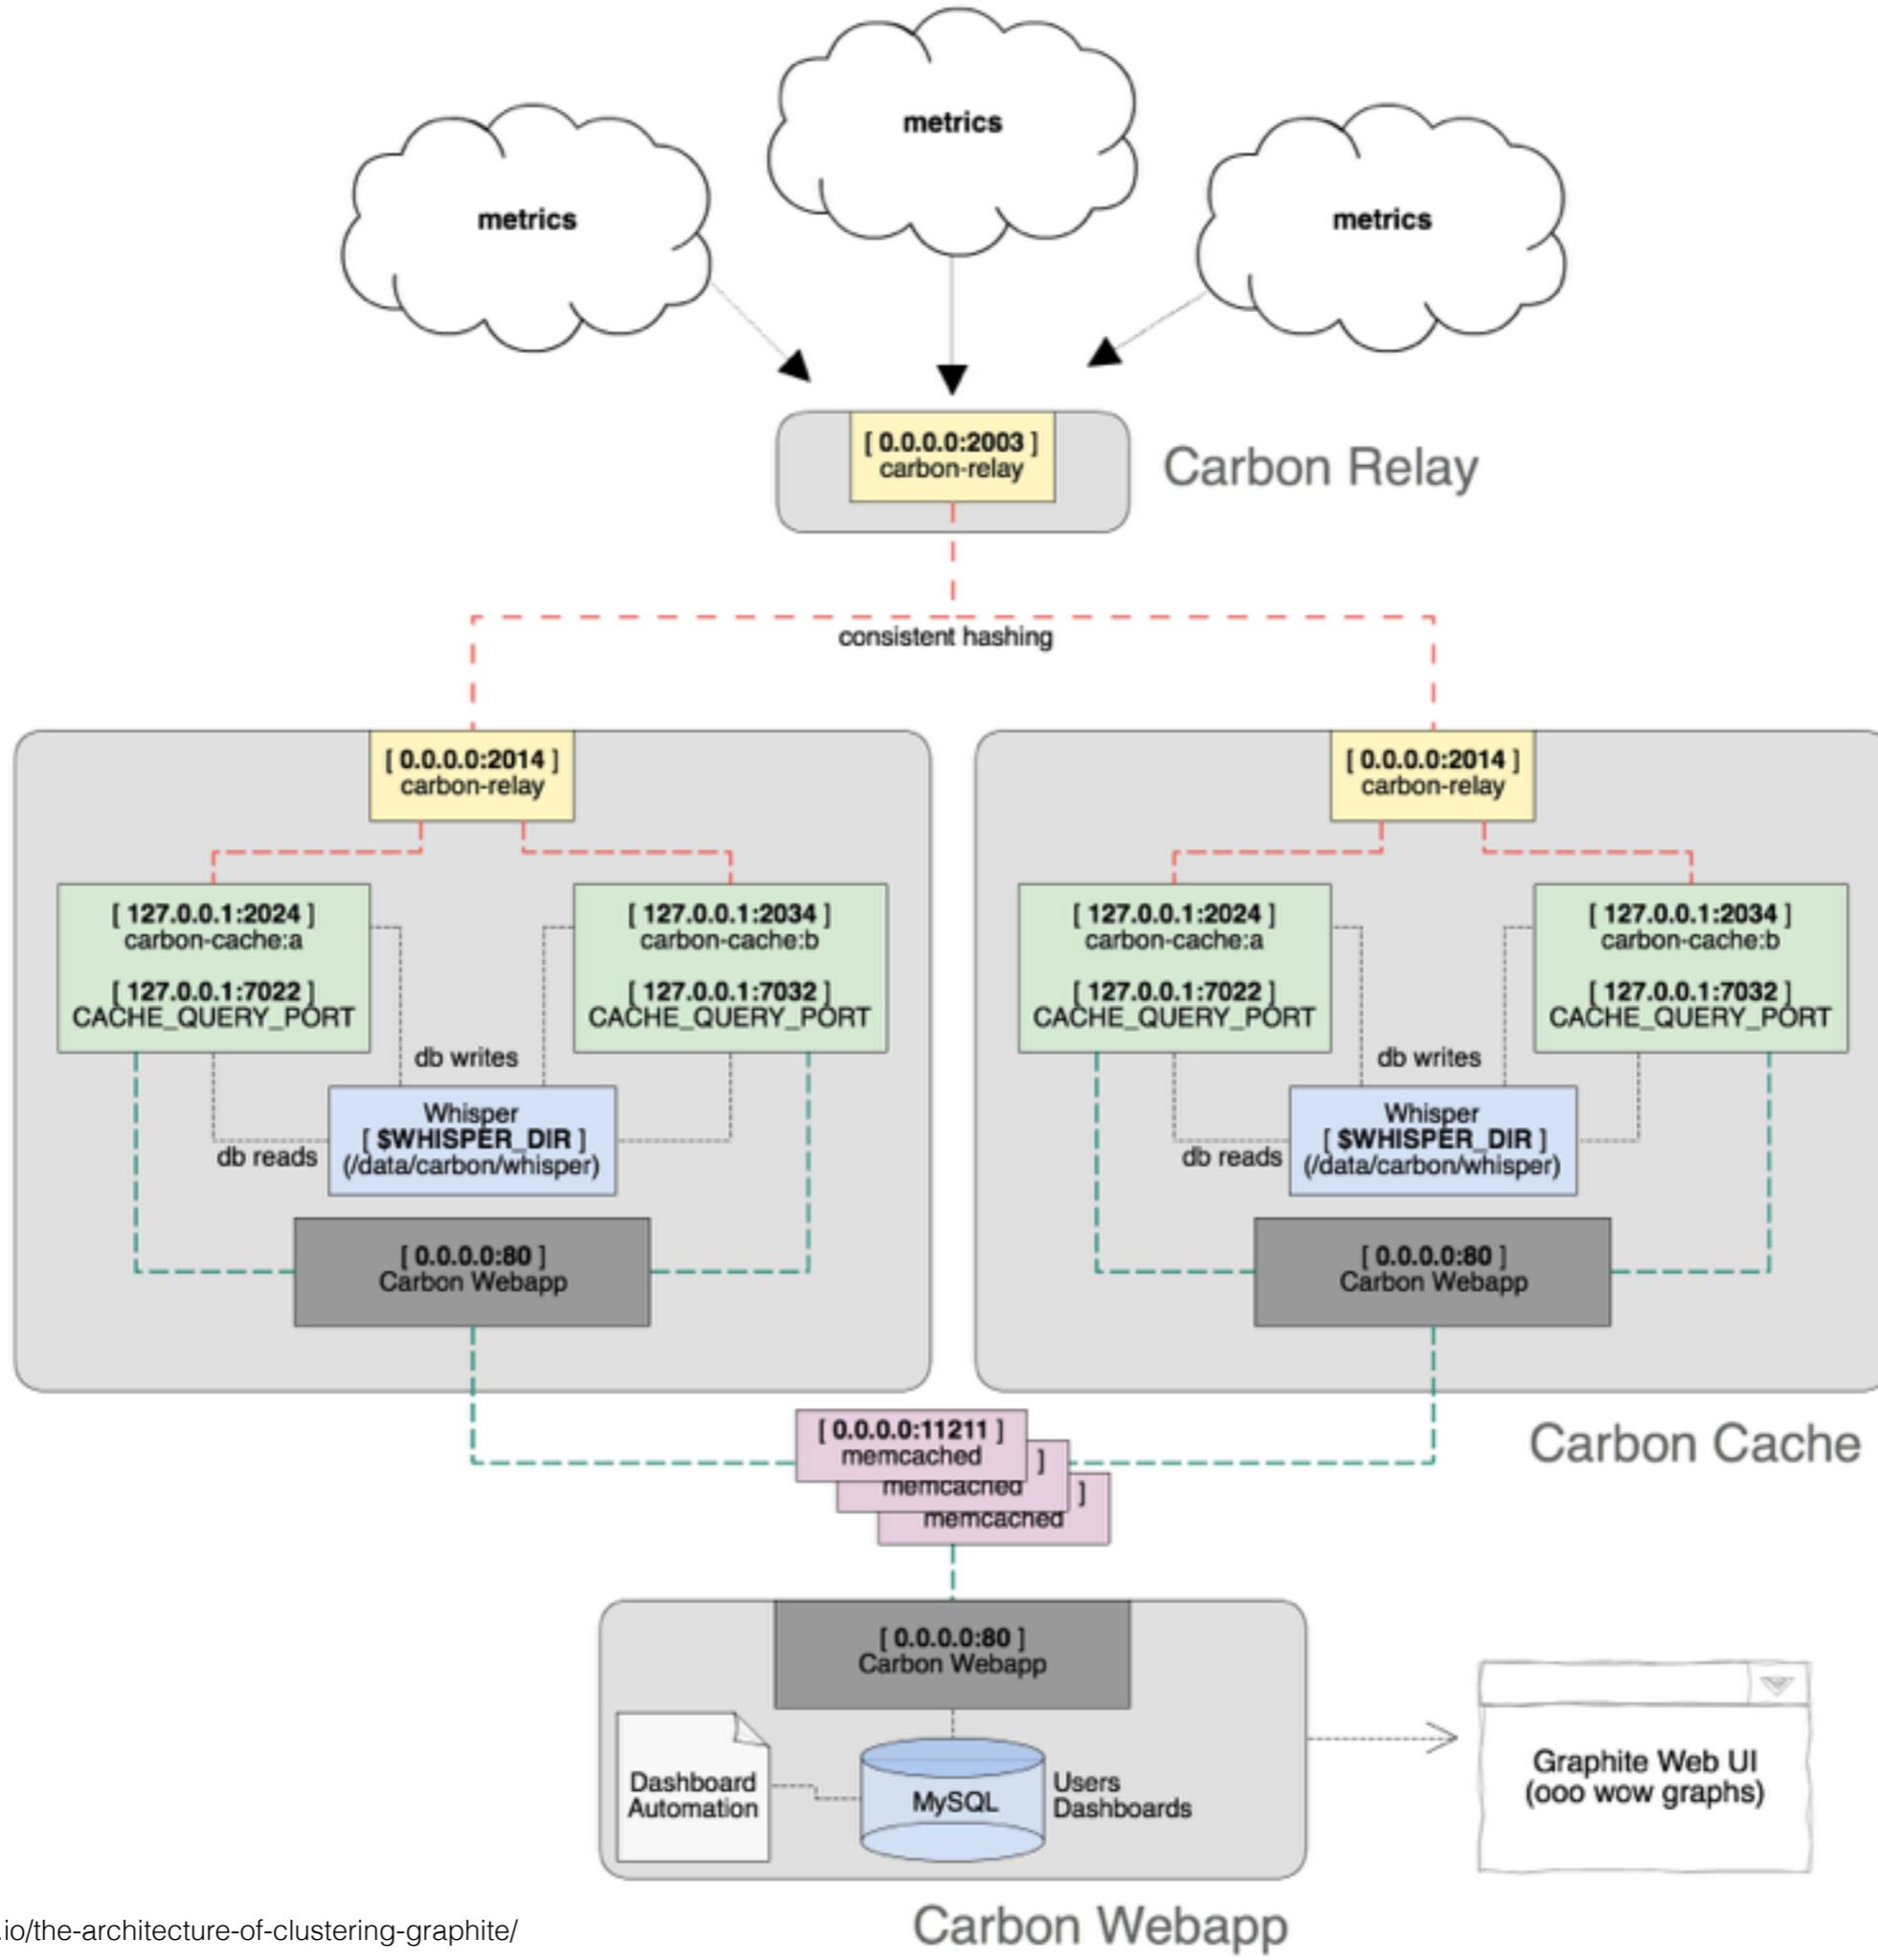 metrics
metrics
metrics
[ 0.0.0.0:2003 ]
carbon-relay
Carbon Relay
consistent hashing
[ 0.0.0.0:2014 ]
carbon-relay
[ 127.0.0.1:2024 ]
carbon-cache:a
[ 127.0.0.1:7022 ]
CACHE_QUERY_PORT
[ 127.0.0.1:2034 ]
carbon-cache:b
[ 127.0.0.1:7032 ]
CACHE_QUERY_PORT
db writes
Whisper
[ $WHISPER_DIR ]
(/data/carbon/whisper)
db reads
[ 0.0.0.0:80 ]
Carbon Webapp
[ 0.0.0.0:2014 ]
carbon-relay
[ 127.0.0.1:2024 ]
carbon-cache:a
[ 127.0.0.1:7022 ]
CACHE_QUERY_PORT
[ 127.0.0.1:2034 ]
carbon-cache:b
[ 127.0.0.1:7032 ]
CACHE_QUERY_PORT
db writes
Whisper
[ $WHISPER_DIR ]
(/data/carbon/whisper)
db reads
[ 0.0.0.0:80 ]
Carbon Webapp
Carbon Cache
[ 0.0.0.0:11211 ]
memcached
]
memcached
]
memcached
[ 0.0.0.0:80 ]
Carbon Webapp
Dashboard
Automation
MySQL
Users
Dashboards
Graphite Web UI
(ooo wow graphs)
Carbon Webapp
.io/the-architecture-of-clustering-graphite/